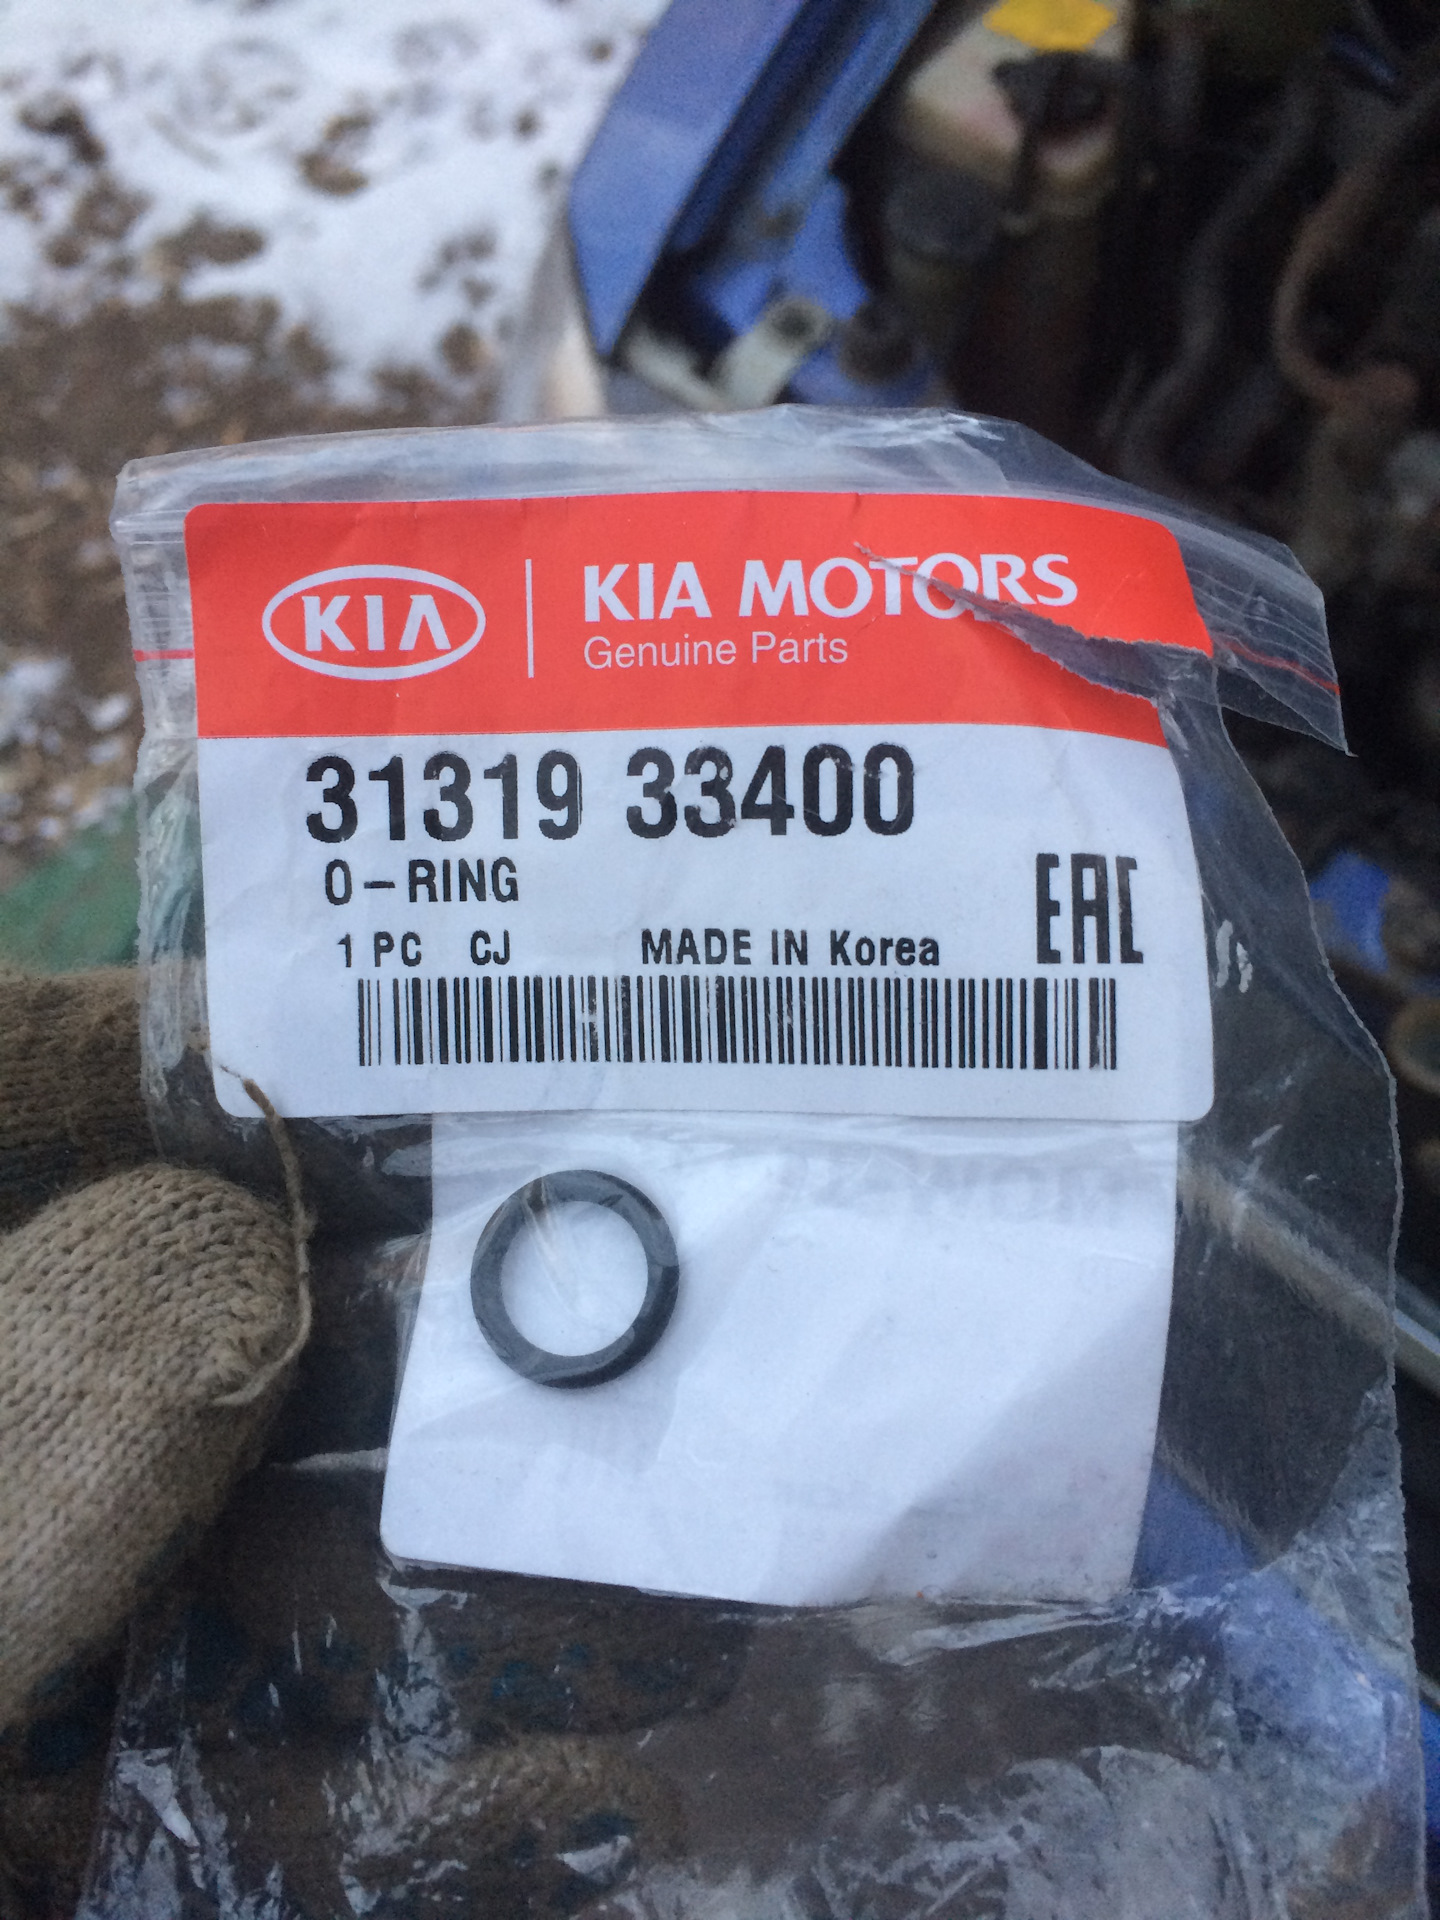 KIA
KIA MOTORS
Genuine Parts
31319 33400
O-RING
1 PC CJ MADE IN Korea
EAC